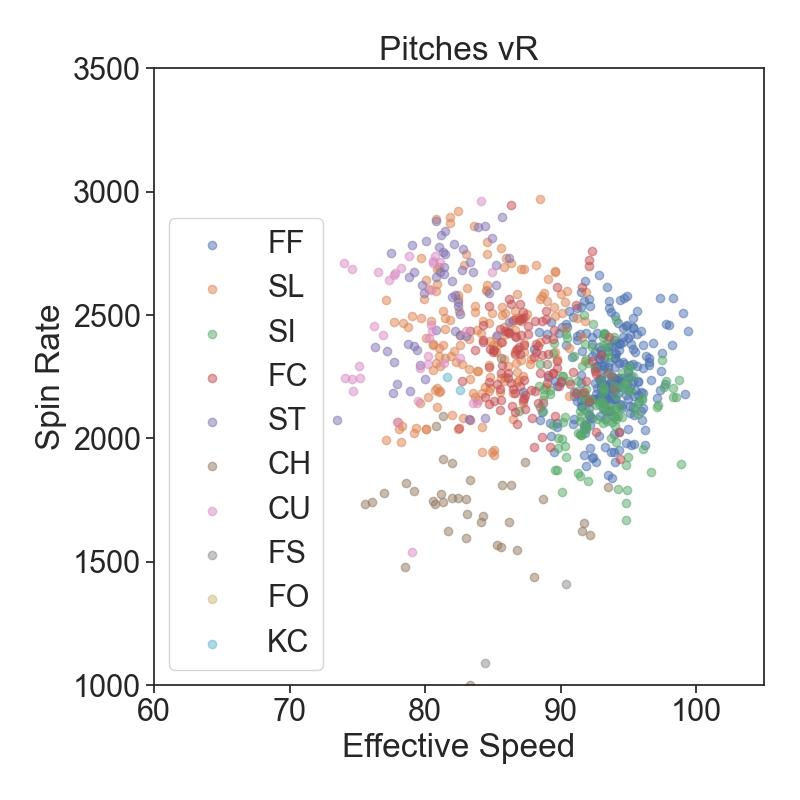 Pitches vR
3500
3000
2500
2000
1500
1000
Spin Rate
FF
SL
SI
FC
ST
CH
CU
FS
FO
KC
60 70 80 90 100
Effective Speed